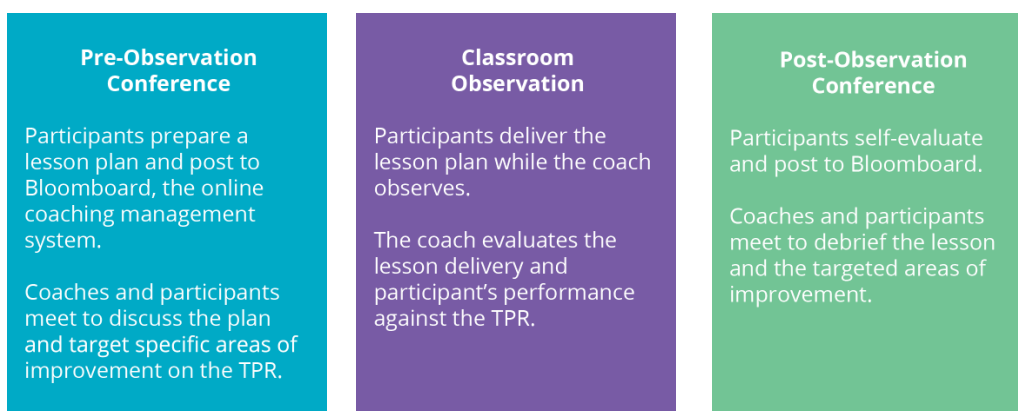 Pre-Observation
Conference
Participants prepare a
lesson plan and post to
Bloomboard, the online
coaching management
system.
Coaches and participants
meet to discuss the plan
and target specific areas of
improvement on the TPR.
Classroom
Observation
Participants deliver the
lesson plan while the coach
observes.
The coach evaluates the
lesson delivery and
participant’s performance
against the TPR.
Post-Observation
Conference
Participants self-evaluate
and post to Bloomboard.
Coaches and participants
meet to debrief the lesson
and the targeted areas of
improvement.